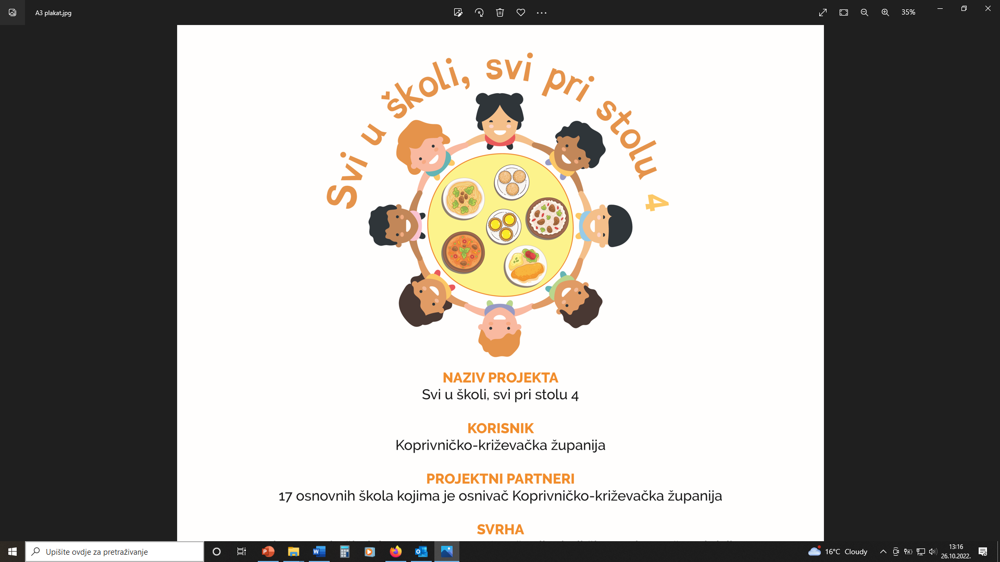 A3 plakat.jpg
35%
Svi u školi, svi pri stolu 4
NAZIV PROJEKTA
Svi u školi, svi pri stolu 4
KORISNIK
Koprivničko-križevačka županija
PROJEKTNI PARTNERI
17 osnovnih škola kojima je osnivač Koprivničko-križevačka županija
SVRHA
Upišite ovdje za pretraživanje
16°C Cloudy
13:16
26.10.2022.